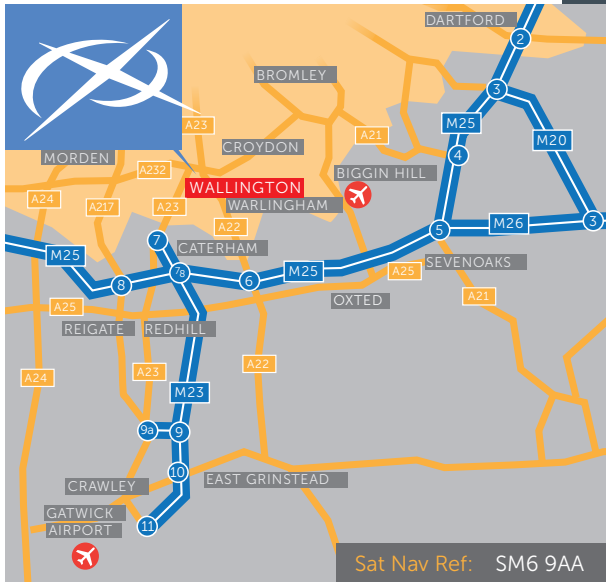 DARTFORD
2
BROMLEY
3
A23
A21
M25
M20
CROYDON
4
MORDEN
A232
BIGGIN HILL
WALLINGTON
A24
A217
A23
WARLINGHAM
A22
5
M26
3
7
CATERHAM
M25
7/8
M25
A25
SEVENOAKS
8
6
A21
OXTED
A25
REIGATE
REDHILL
A24
A23
A22
M23
9a
9
10
CRAWLEY
EAST GRINSTEAD
GATWICK
AIRPORT
11
Sat Nav Ref: SM6 9AA